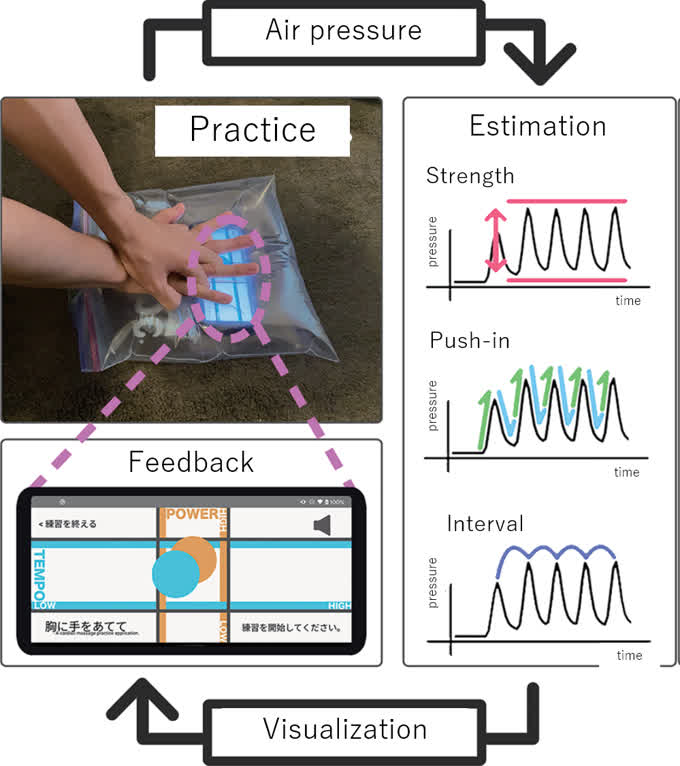 Air pressure
Practice
Estimation
Strength
pressure
time
Push-in
pressure
time
Interval
pressure
time
Feedback
100%
<練習を終える
POWER
HIGH
TEMPO
LOW
HIGH
LOW
胸に手をあてて
A cardiac massage practice application.
練習を開始してください。
Visualization